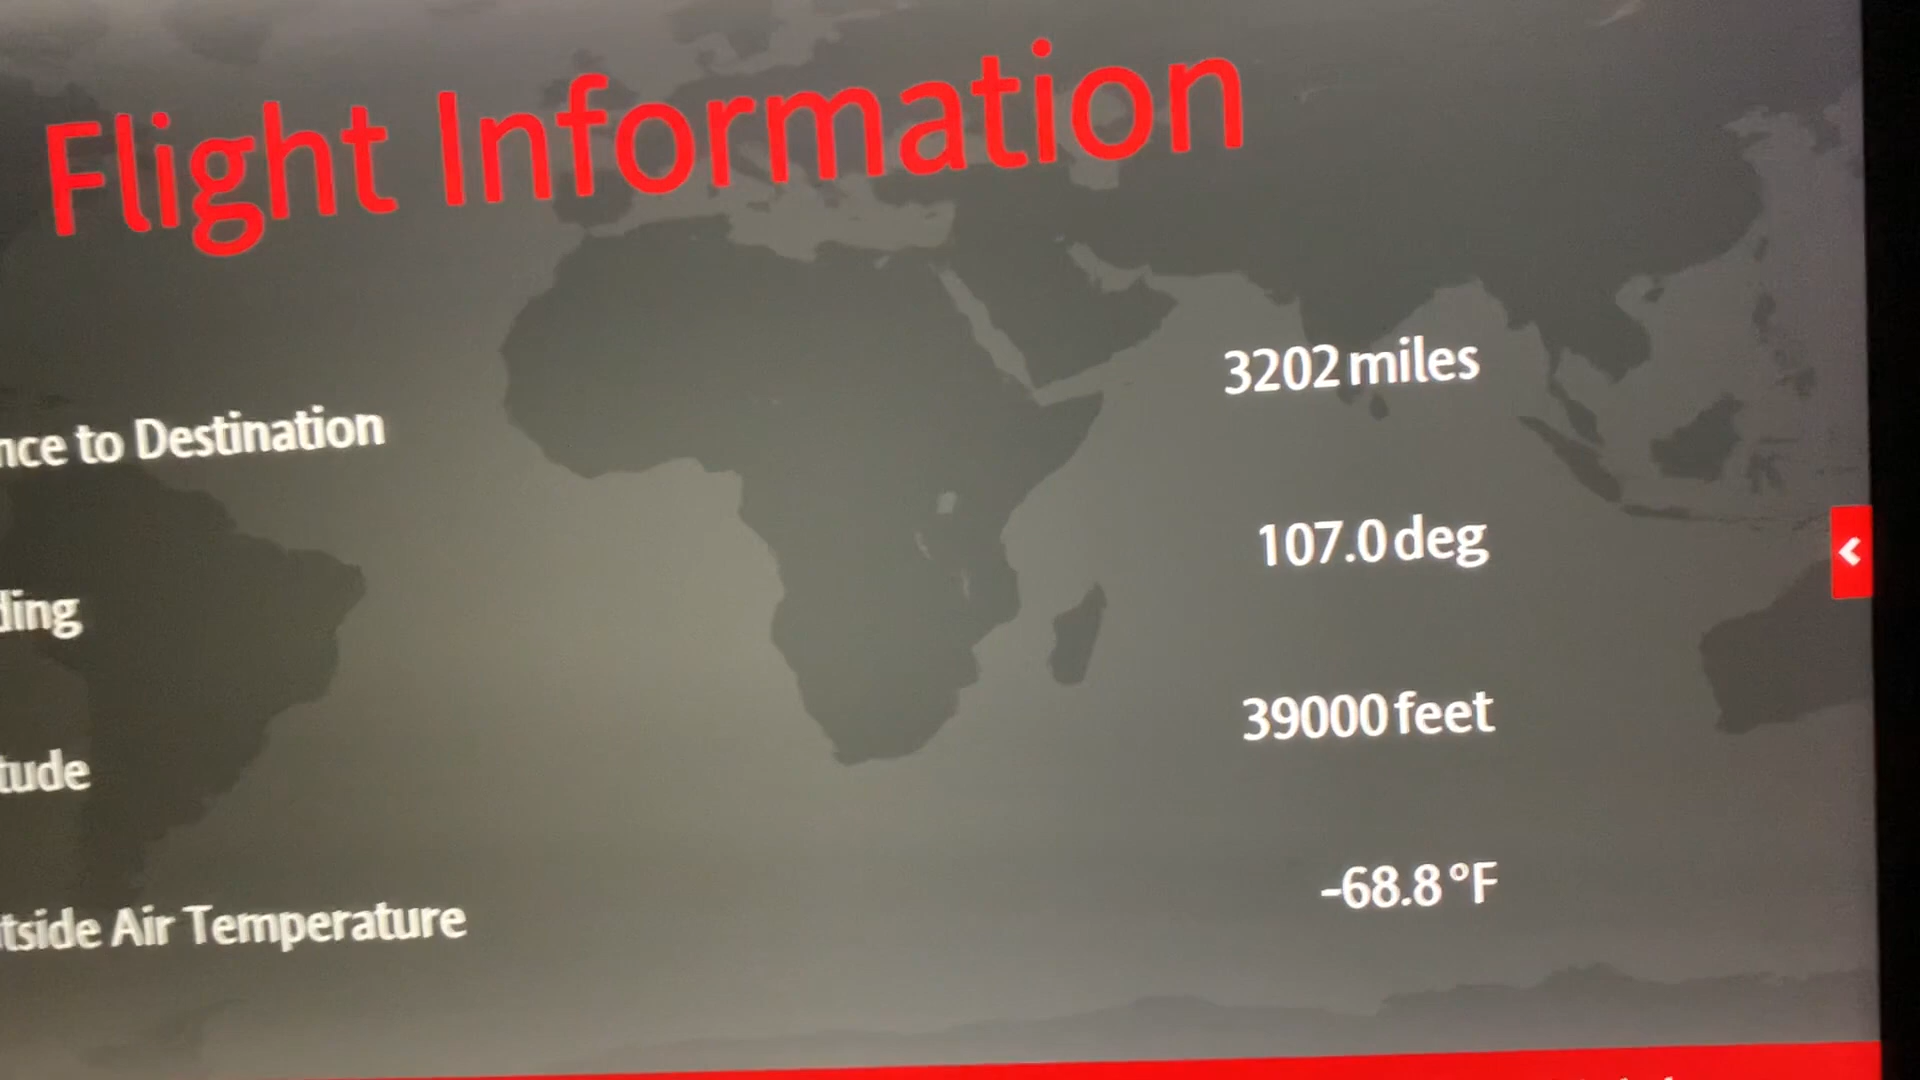 Flight Information
nce to Destination 3202 miles
ding 107.0 deg
tude 39000 feet
tside Air Temperature -68.8 °F